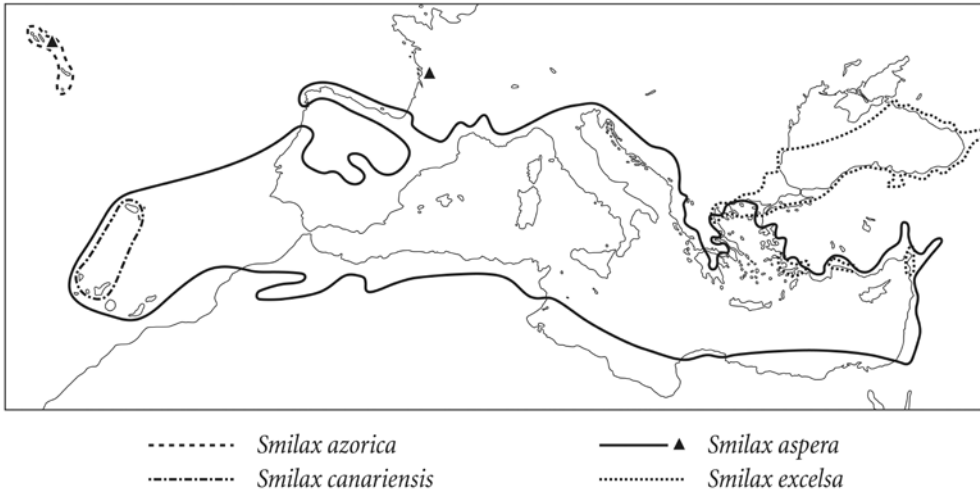 Smilax azorica
Smilax aspera
Smilax canariensis
Smilax excelsa